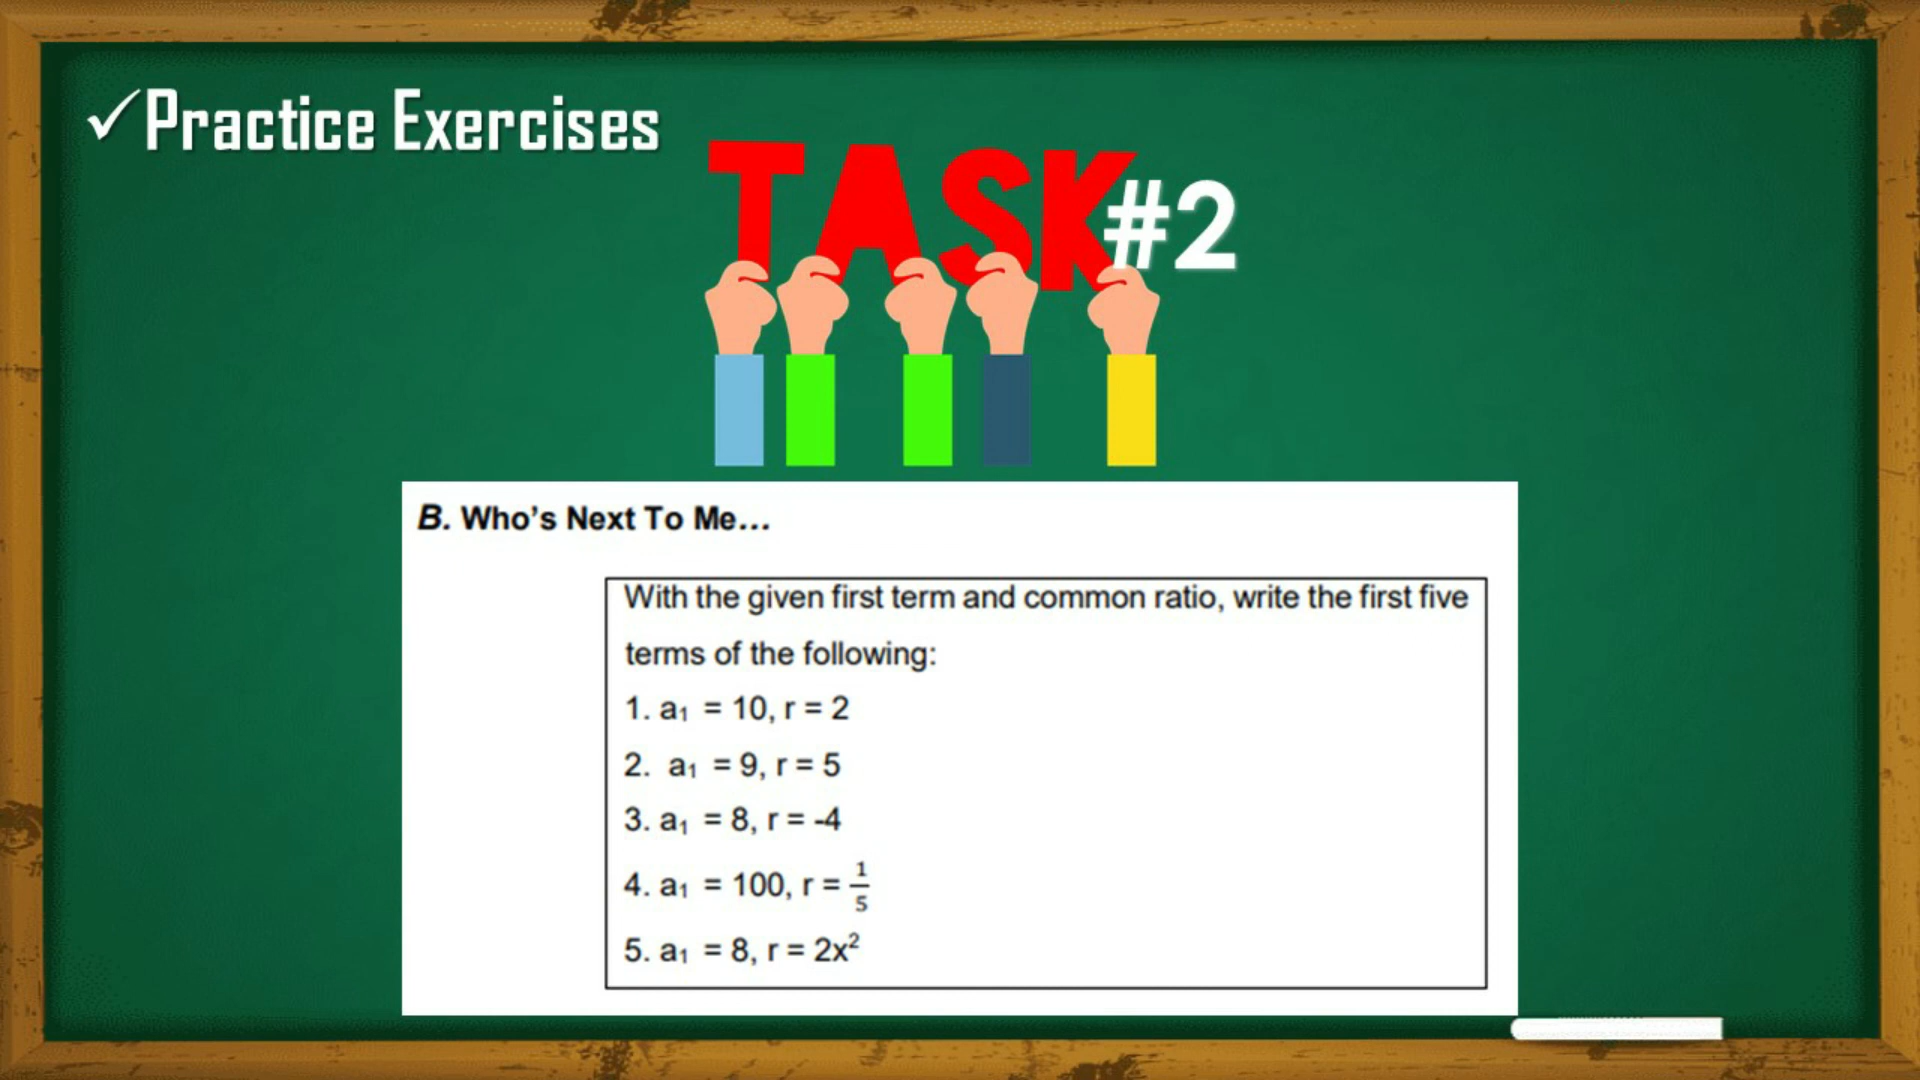 ✓Practice Exercises
TASK#2
B. Who's Next To Me...
With the given first term and common ratio, write the first five
terms of the following:
1. a₁ = 10, r = 2
2. a₁ = 9, r = 5
3. a₁ = 8, r = -4
4. a₁ = 100, r = 1/5
5. a₁ = 8, r = 2x²